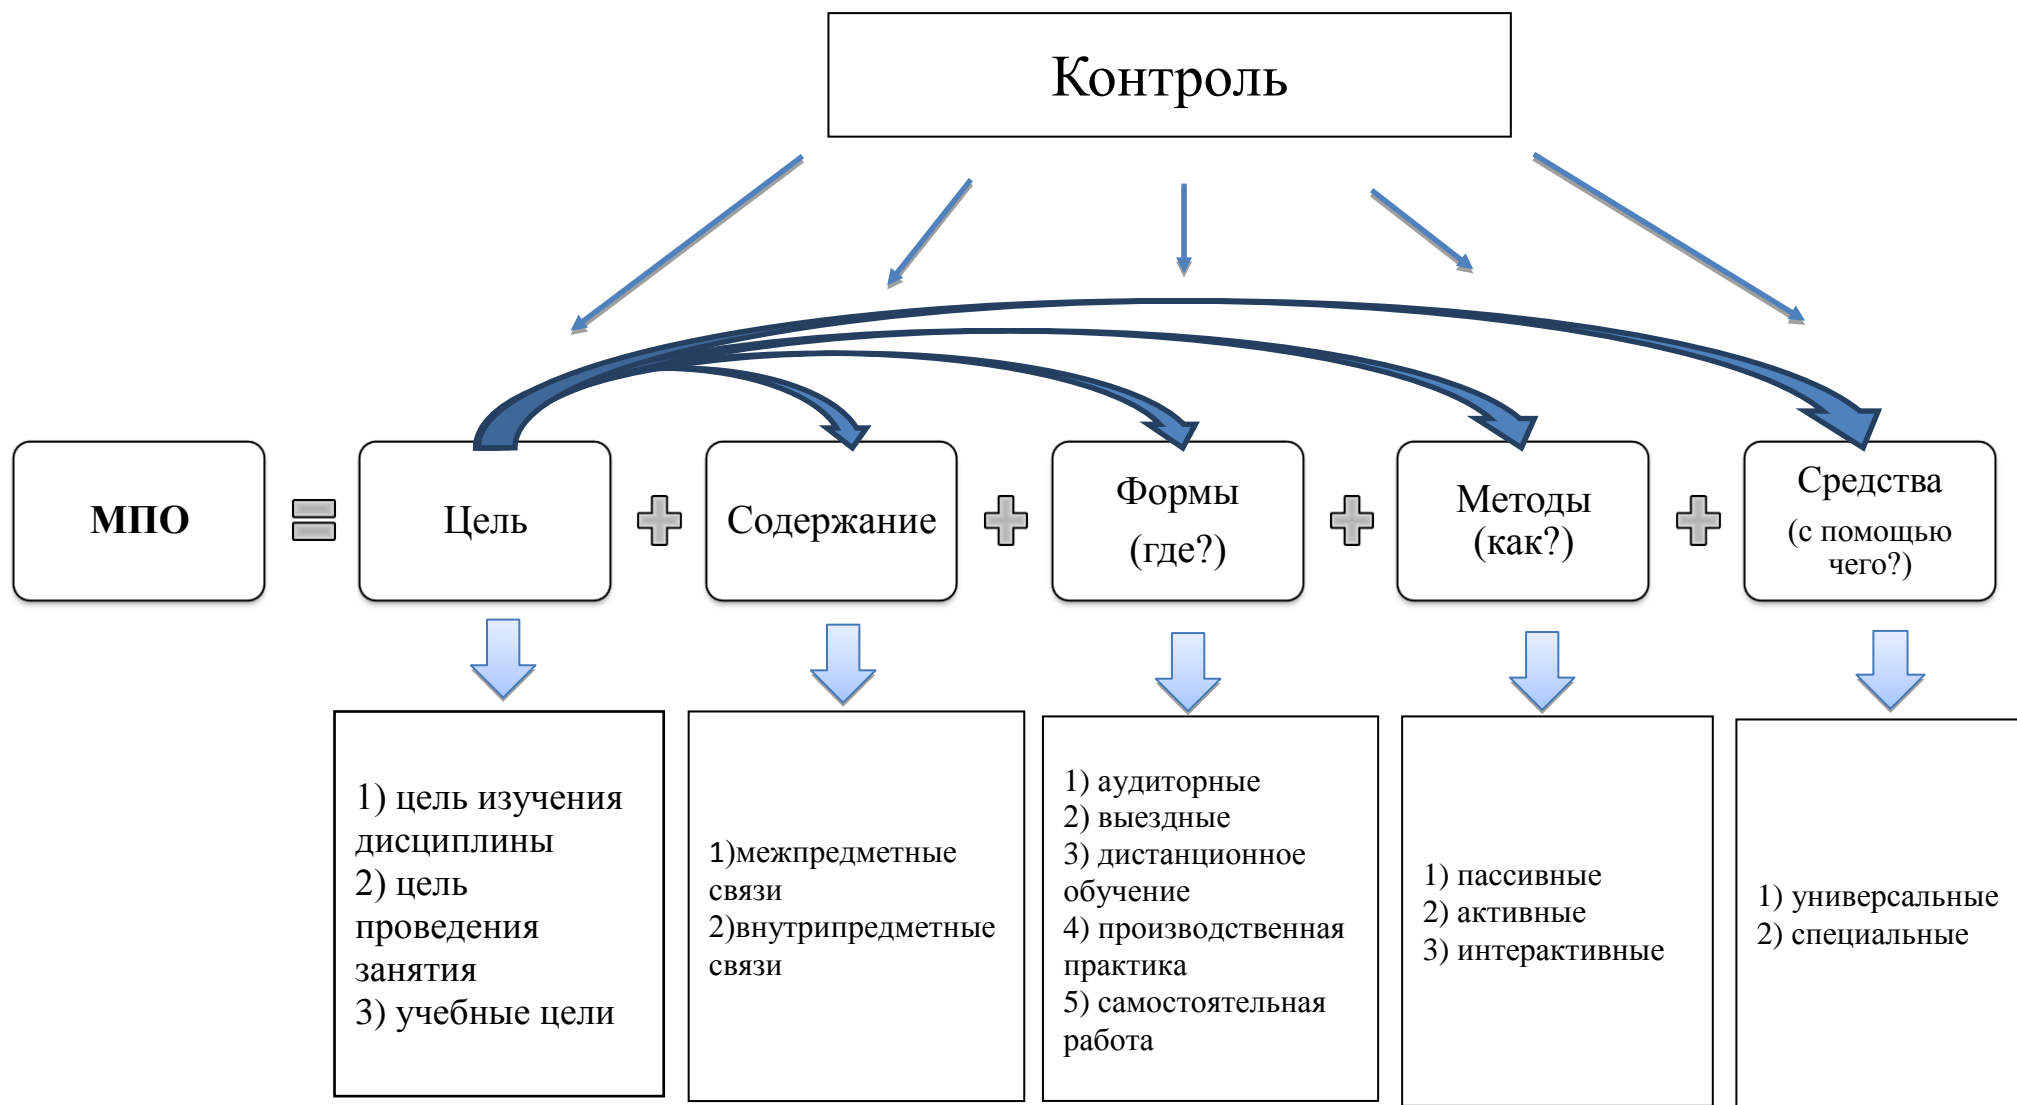 Контроль
МПО
Цель
Содержание
Формы
(где?)
Методы
(как?)
Средства
(с помощью
чего?)
1) цель изучения
дисциплины
2) цель
проведения
занятия
3) учебные цели
1)межпредметные
связи
2)внутрипредметные
связи
1) аудиторные
2) выездные
3) дистанционное
обучение
4) производственная
практика
5) самостоятельная
работа
1) пассивные
2) активные
3) интерактивные
1) универсальные
2) специальные